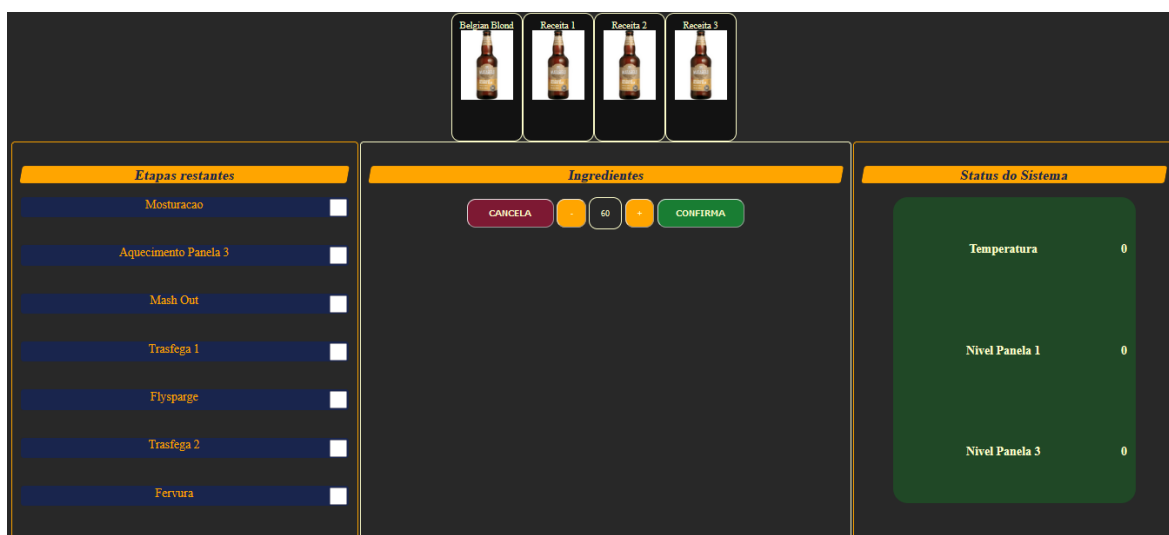 Belgian Blond
Receita 1
Receita 2
Receita 3
Etapas restantes
Mosturacao
Aquecimento Panela 3
Mash Out
Trasfega 1
Flysparge
Trasfega 2
Fervura
Ingredientes
CANCELA - 60 + CONFIRMA
Status do Sistema
Temperatura 0
Nivel Panela 1 0
Nivel Panela 3 0